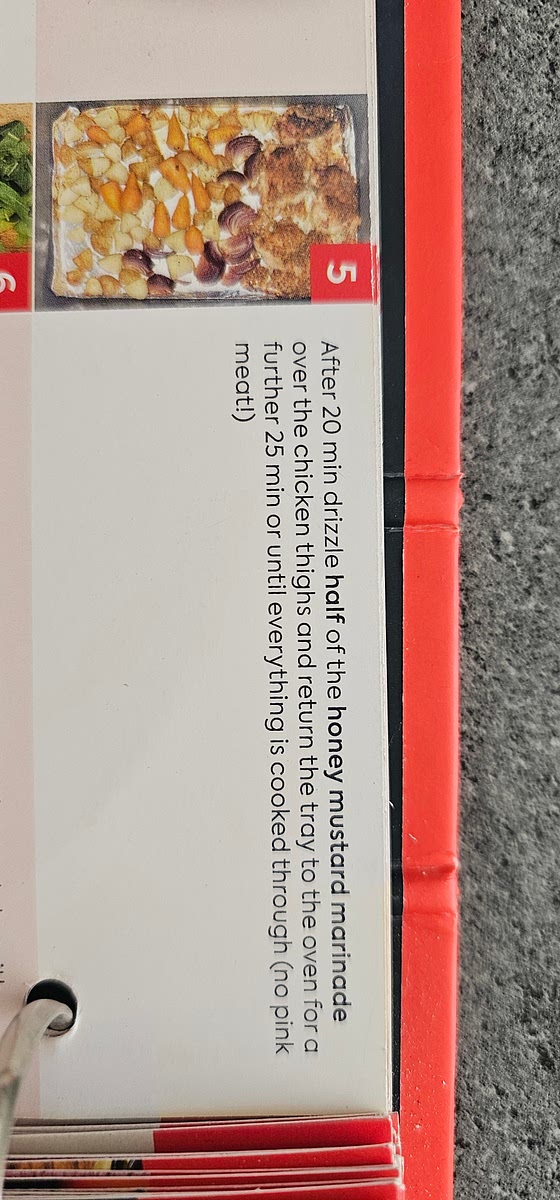 5
After 20 min drizzle half of the honey mustard marinade
over the chicken thighs and return the tray to the oven for a
further 25 min or until everything is cooked through (no pink
meat!)
6